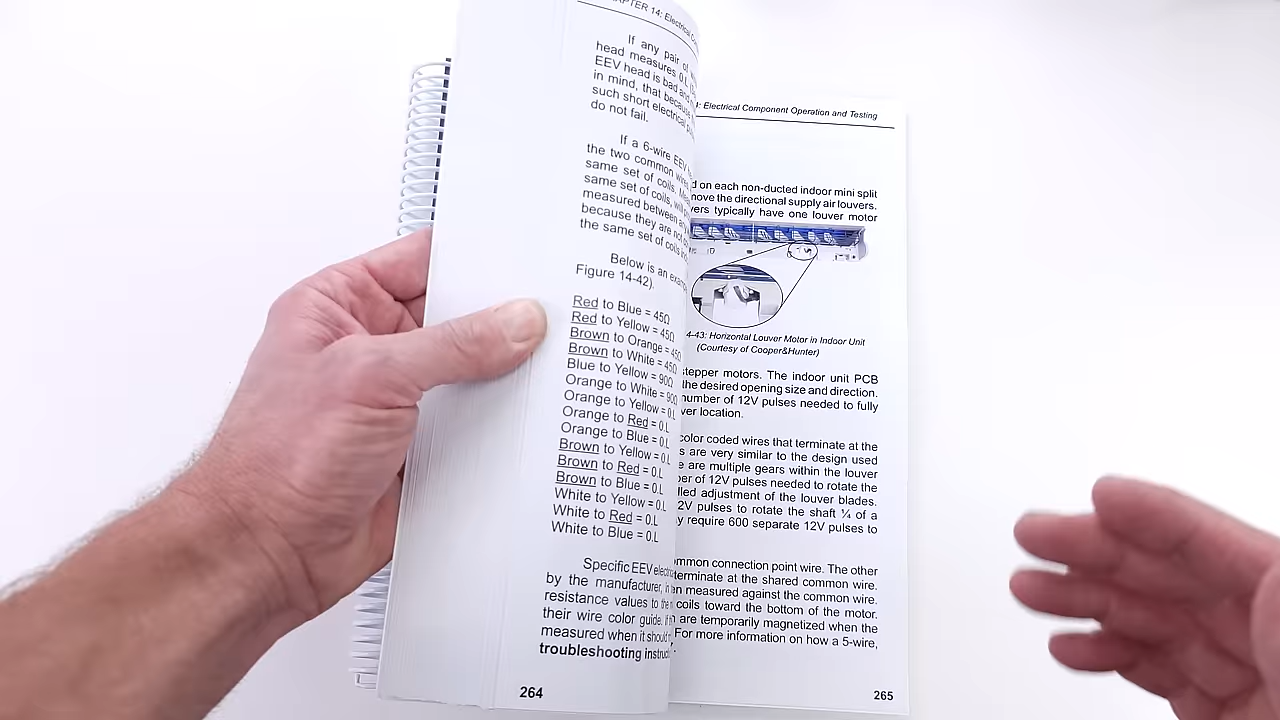 14: Electrical
If any pair of
head measures
EEV head is bad
in mind, that because
such short electrical
do not fail.
If a 6-wire EEV
the two common
same set of coils.
same set of coils,
measured between
because they are not
the same set of coils
Below is an example
Figure 14-42).
Red to Blue = 45Ω
Red to Yellow = 45Ω
Brown to Orange = 45Ω
Brown to White = 45Ω
Blue to Yellow = 90Ω
Orange to White = 90Ω
Orange to Yellow = 0.L
Orange to Red = 0.L
Orange to Blue = 0.L
Brown to Yellow = 0.L
Brown to Red = 0.L
Brown to Blue = 0.L
White to Yellow = 0.L
White to Red = 0.L
White to Blue = 0.L
Specific EEV
by the manufacturer,
resistance values to
their wire color guide.
measured when it should
troubleshooting
264
: Electrical Component Operation and Testing
d on each non-ducted indoor mini split
nove the directional supply air louvers.
ers typically have one louver motor
4-43: Horizontal Louver Motor in Indoor Unit
(Courtesy of Cooper&Hunter)
stepper motors. The indoor unit PCB
the desired opening size and direction.
number of 12V pulses needed to fully
ver location.
color coded wires that terminate at the
s are very similar to the design used
e are multiple gears within the louver
ber of 12V pulses needed to rotate the
lled adjustment of the louver blades.
2V pulses to rotate the shaft ¼ of a
y require 600 separate 12V pulses to
ommon connection point wire. The other
terminate at the shared common wire.
en measured against the common wire.
coils toward the bottom of the motor.
are temporarily magnetized when the
For more information on how a 5-wire,
265